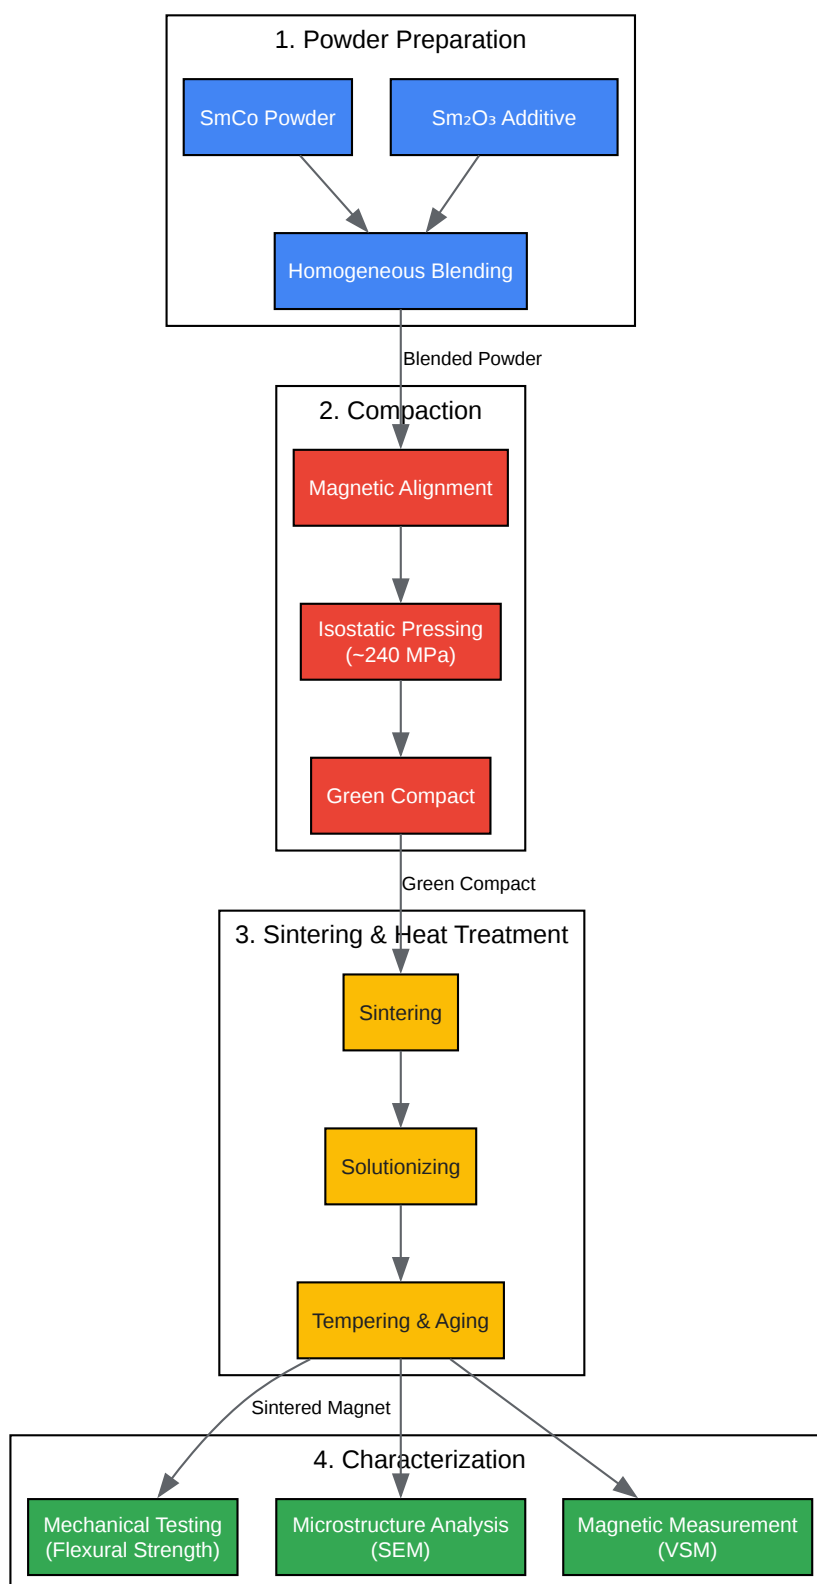 1. Powder Preparation
SmCo Powder
Sm₂O₃ Additive
Homogeneous Blending
Blended Powder
2. Compaction
Magnetic Alignment
Isostatic Pressing
(~240 MPa)
Green Compact
Green Compact
3. Sintering & Heat Treatment
Sintering
Solutionizing
Tempering & Aging
Sintered Magnet
4. Characterization
Mechanical Testing
(Flexural Strength)
Microstructure Analysis
(SEM)
Magnetic Measurement
(VSM)